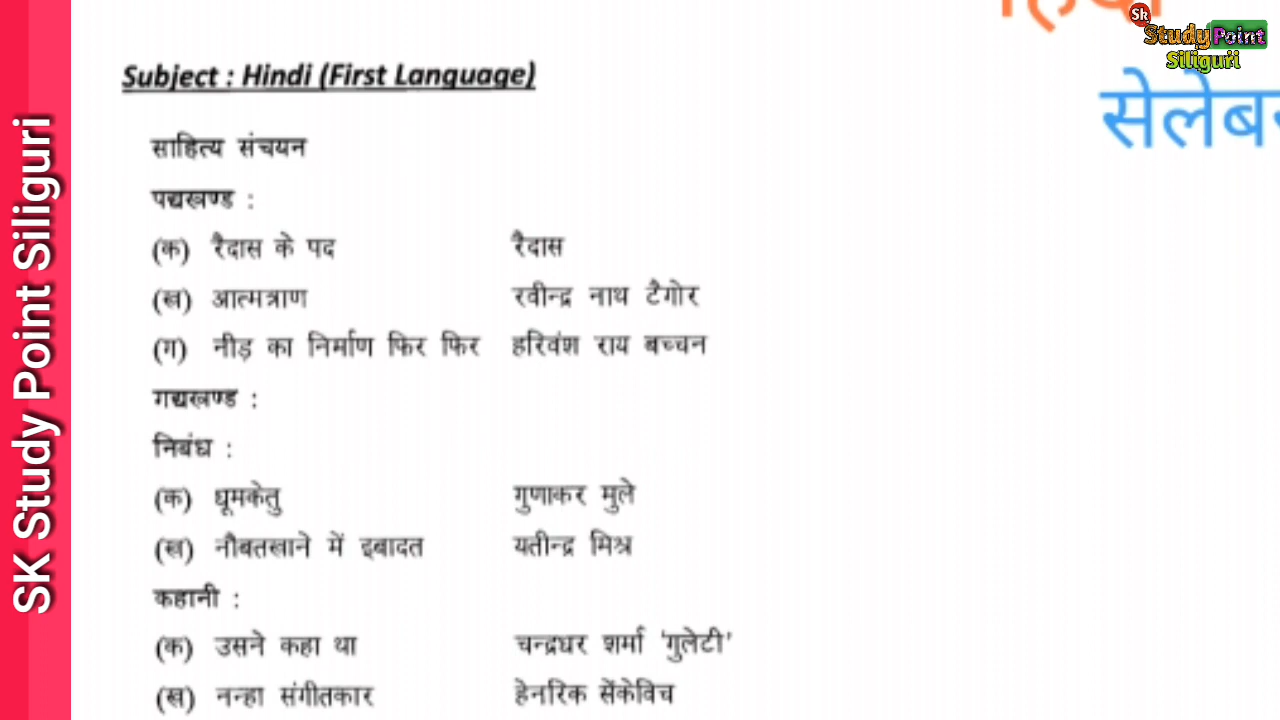 SK Study Point Siliguri
Sk
Study Point
Siliguri
Subject : Hindi (First Language)
साहित्य संचयन
पद्यखण्ड :
(क) रैदास के पद रैदास
(ख) आत्मत्राण रवीन्द्र नाथ टैगोर
(ग) नीड़ का निर्माण फिर फिर हरिवंश राय बच्चन
गद्यखण्ड :
निबंध :
(क) धूमकेतु गुणाकर मुले
(ख) नौबतखाने में इबादत यतीन्द्र मिश्र
कहानी :
(क) उसने कहा था चन्द्रधर शर्मा 'गुलेटी'
(ख) नन्हा संगीतकार हेनरिक सेंकेविच